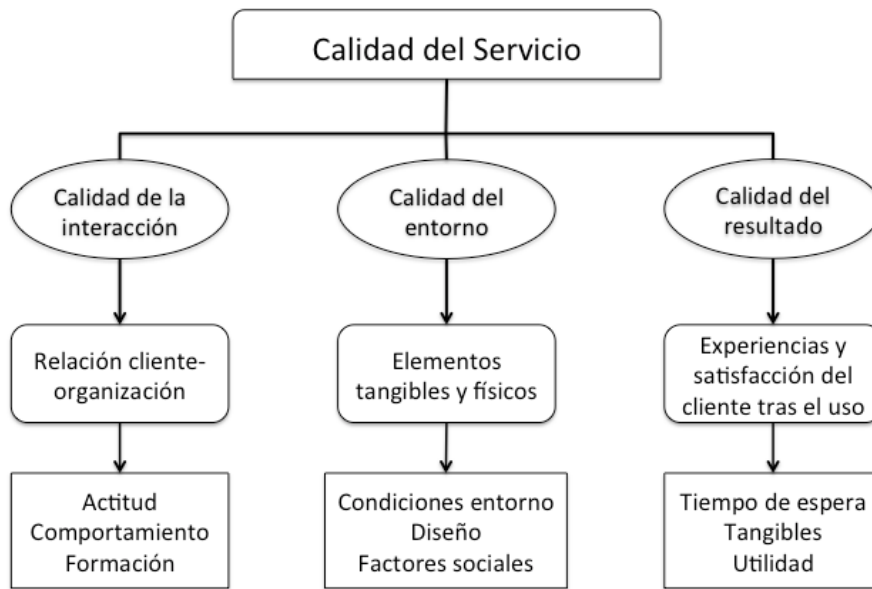 Calidad del Servicio
Calidad de la
interacción
Calidad del
entorno
Calidad del
resultado
Relación cliente-
organización
Elementos
tangibles y físicos
Experiencias y
satisfacción del
cliente tras el uso
Actitud
Comportamiento
Formación
Condiciones entorno
Diseño
Factores sociales
Tiempo de espera
Tangibles
Utilidad